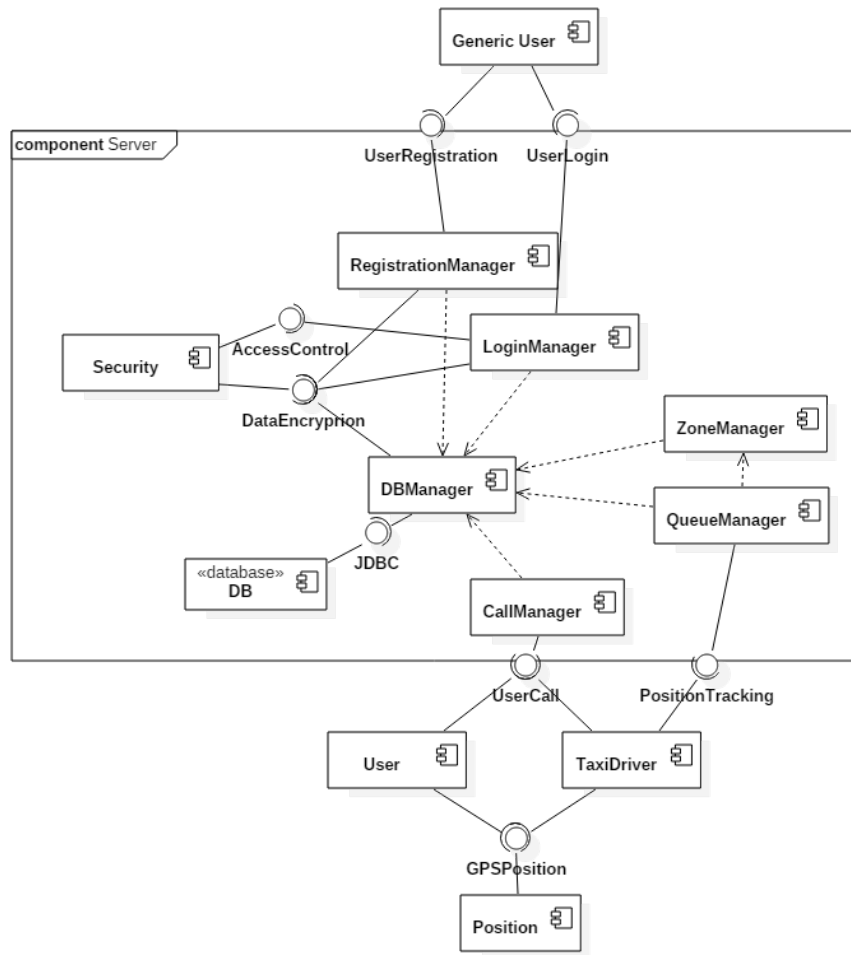 Generic User
component Server
UserRegistration
UserLogin
RegistrationManager
AccessControl
LoginManager
Security
DataEncryprion
ZoneManager
DBManager
QueueManager
JDBC
«database»
DB
CallManager
UserCall
PositionTracking
User
TaxiDriver
GPSPosition
Position